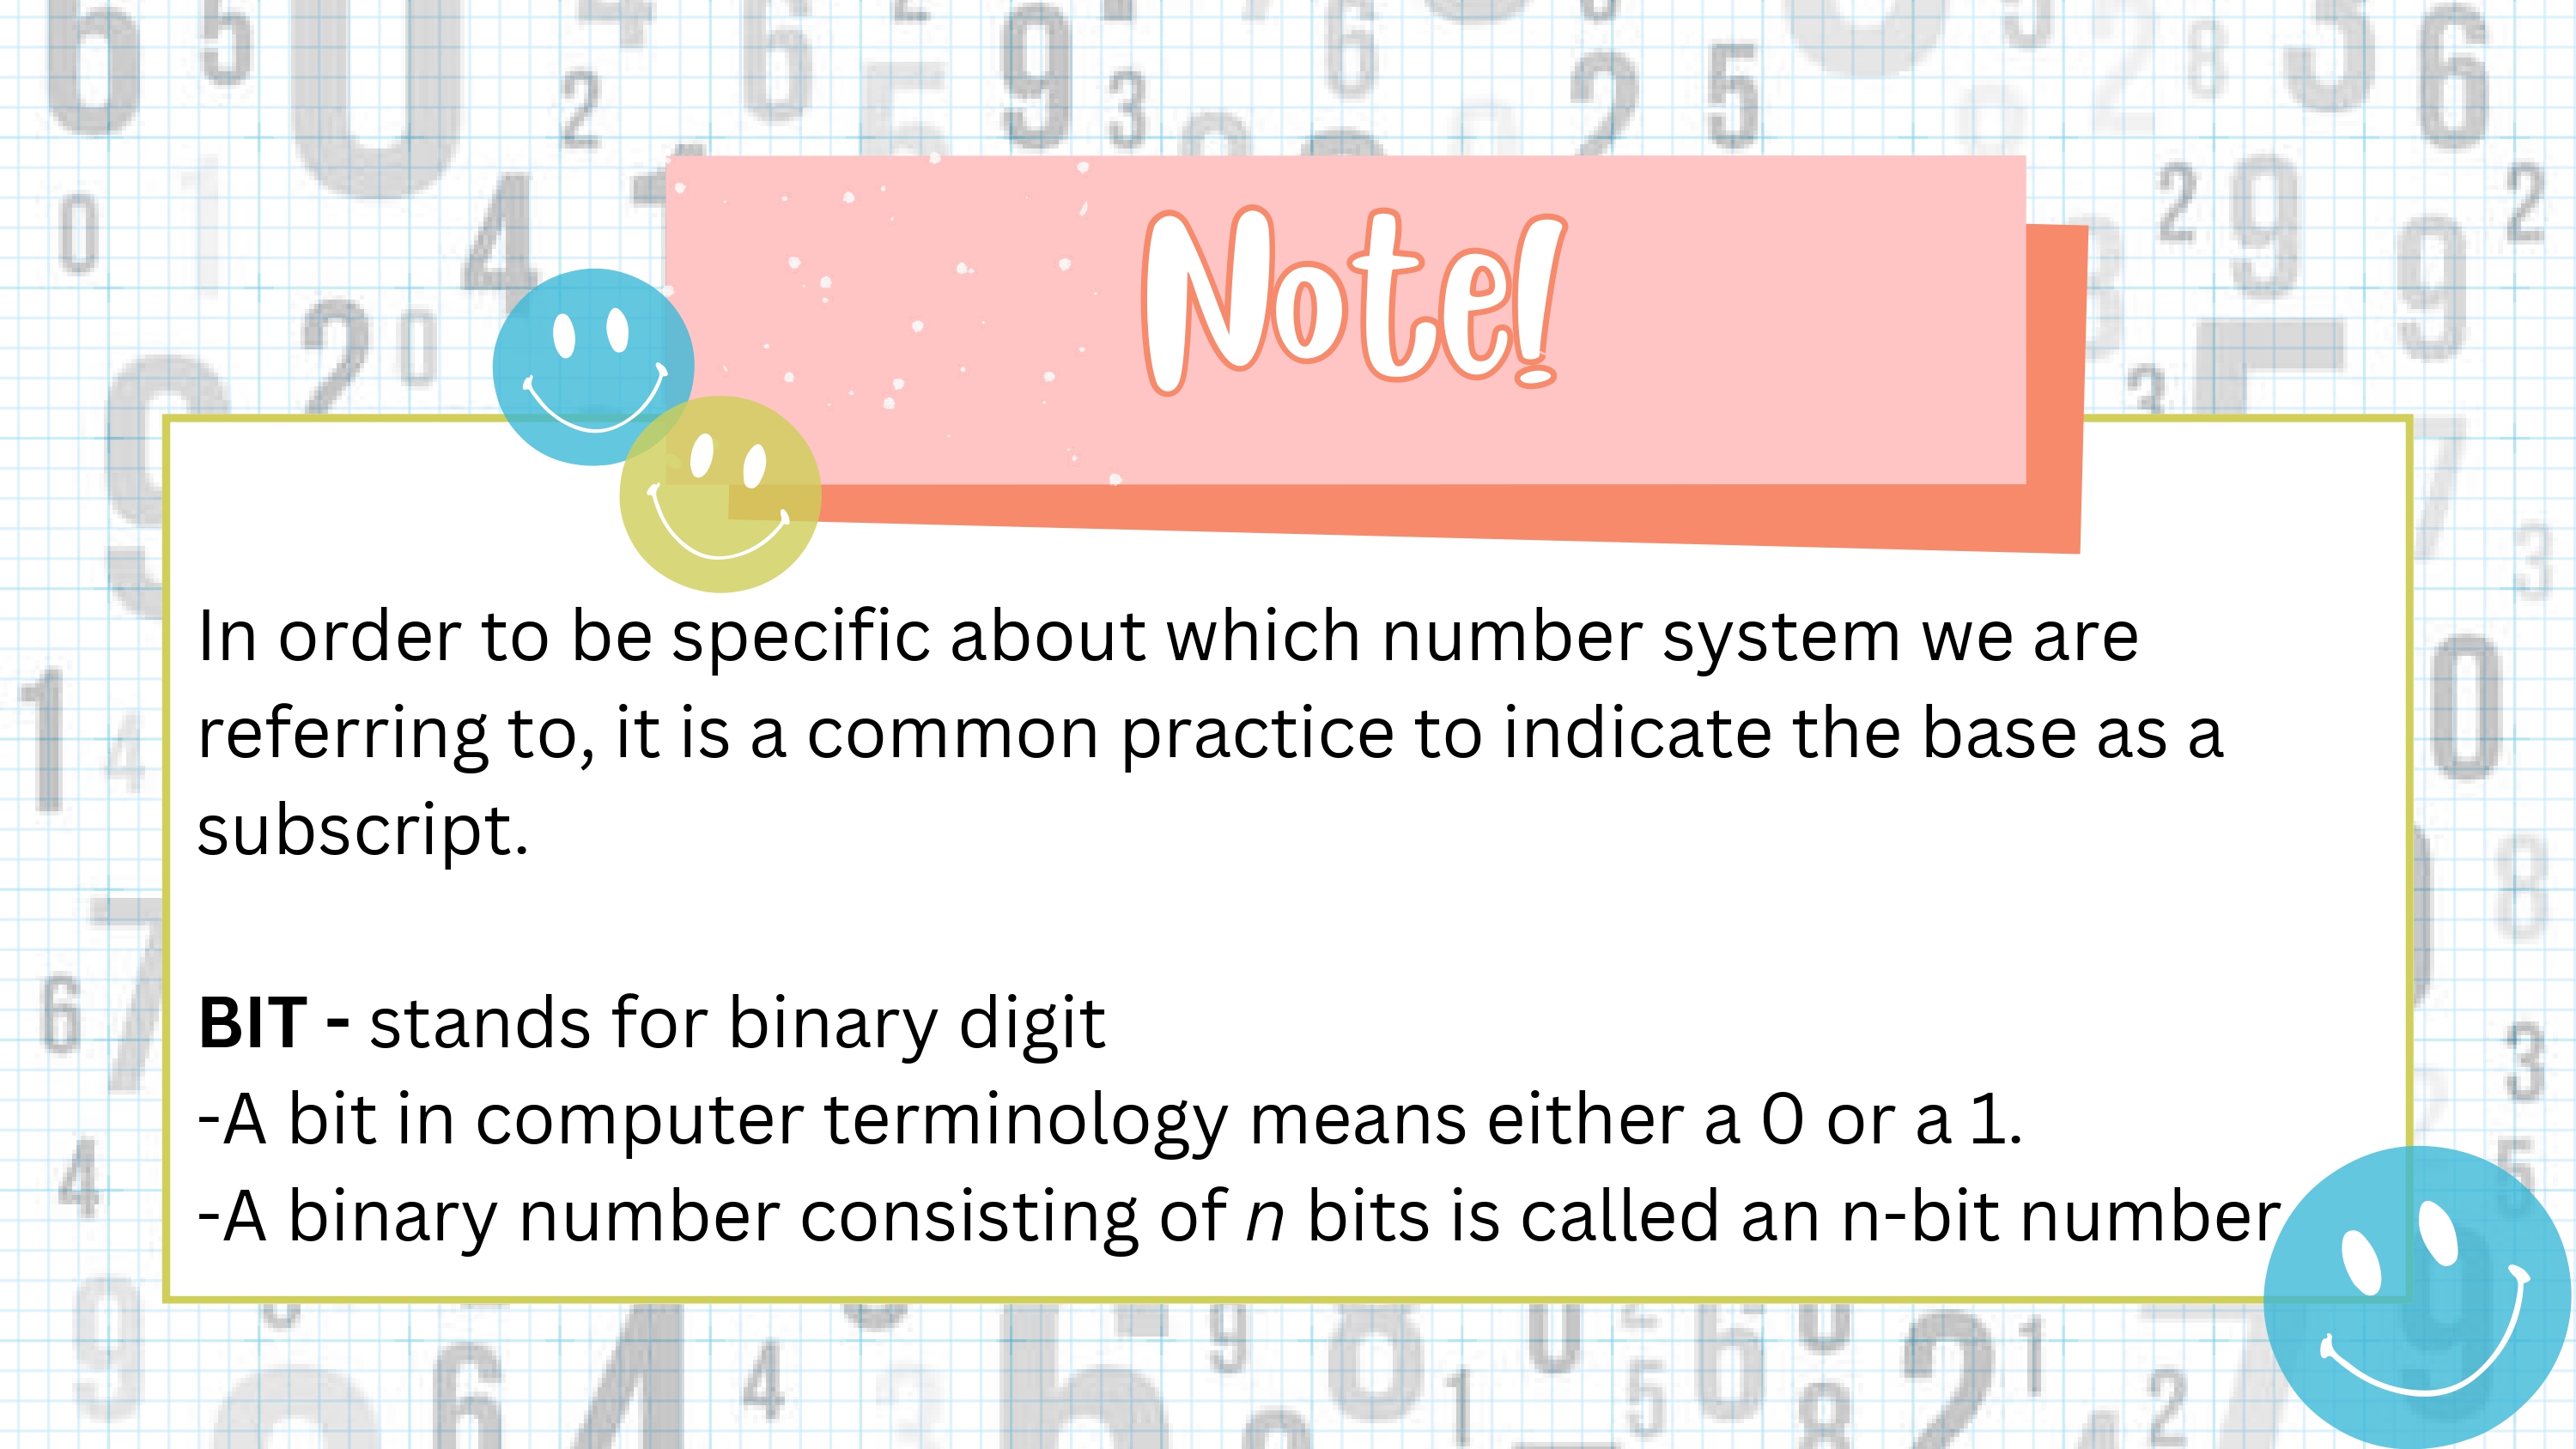 Note!
In order to be specific about which number system we are
referring to, it is a common practice to indicate the base as a
subscript.
BIT - stands for binary digit
-A bit in computer terminology means either a 0 or a 1.
-A binary number consisting of n bits is called an n-bit number